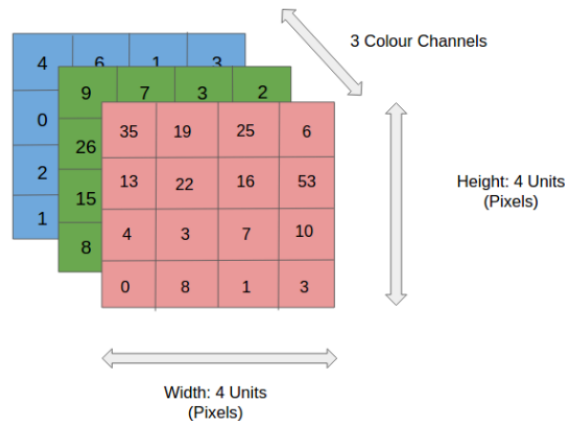 3 Colour Channels
4 6 1 3
9 7 3 2
0
35 19 25 6
26
13 22 16 53
2
15
4 3 7 10
1
8
0 8 1 3
Height: 4 Units
(Pixels)
Width: 4 Units
(Pixels)